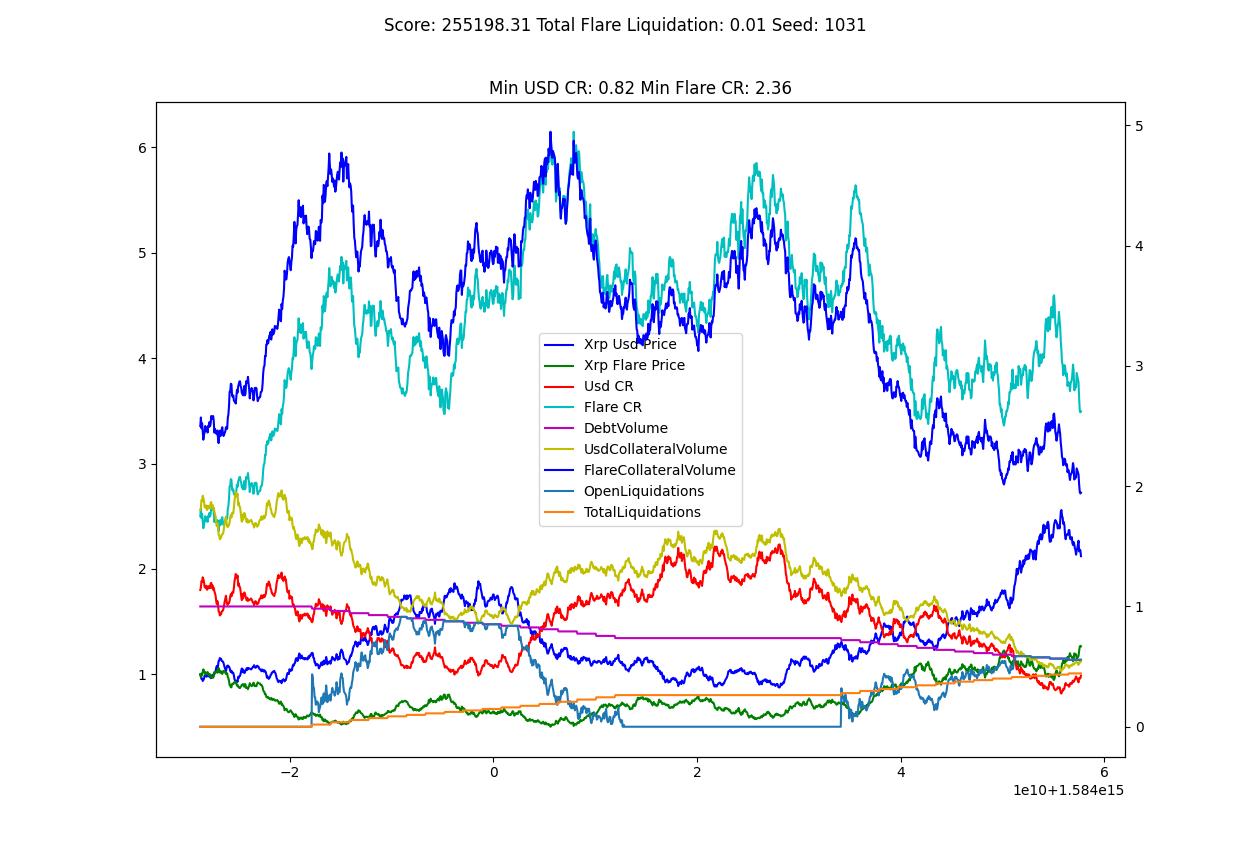 Score: 255198.31 Total Flare Liquidation: 0.01 Seed: 1031
Min USD CR: 0.82 Min Flare CR: 2.36
6
5
4
3
2
1
5
4
3
2
1
0
Xrp Usd Price
Xrp Flare Price
Usd CR
Flare CR
DebtVolume
UsdCollateralVolume
FlareCollateralVolume
OpenLiquidations
TotalLiquidations
−2 0 2 4 6
1e10+1.584e15